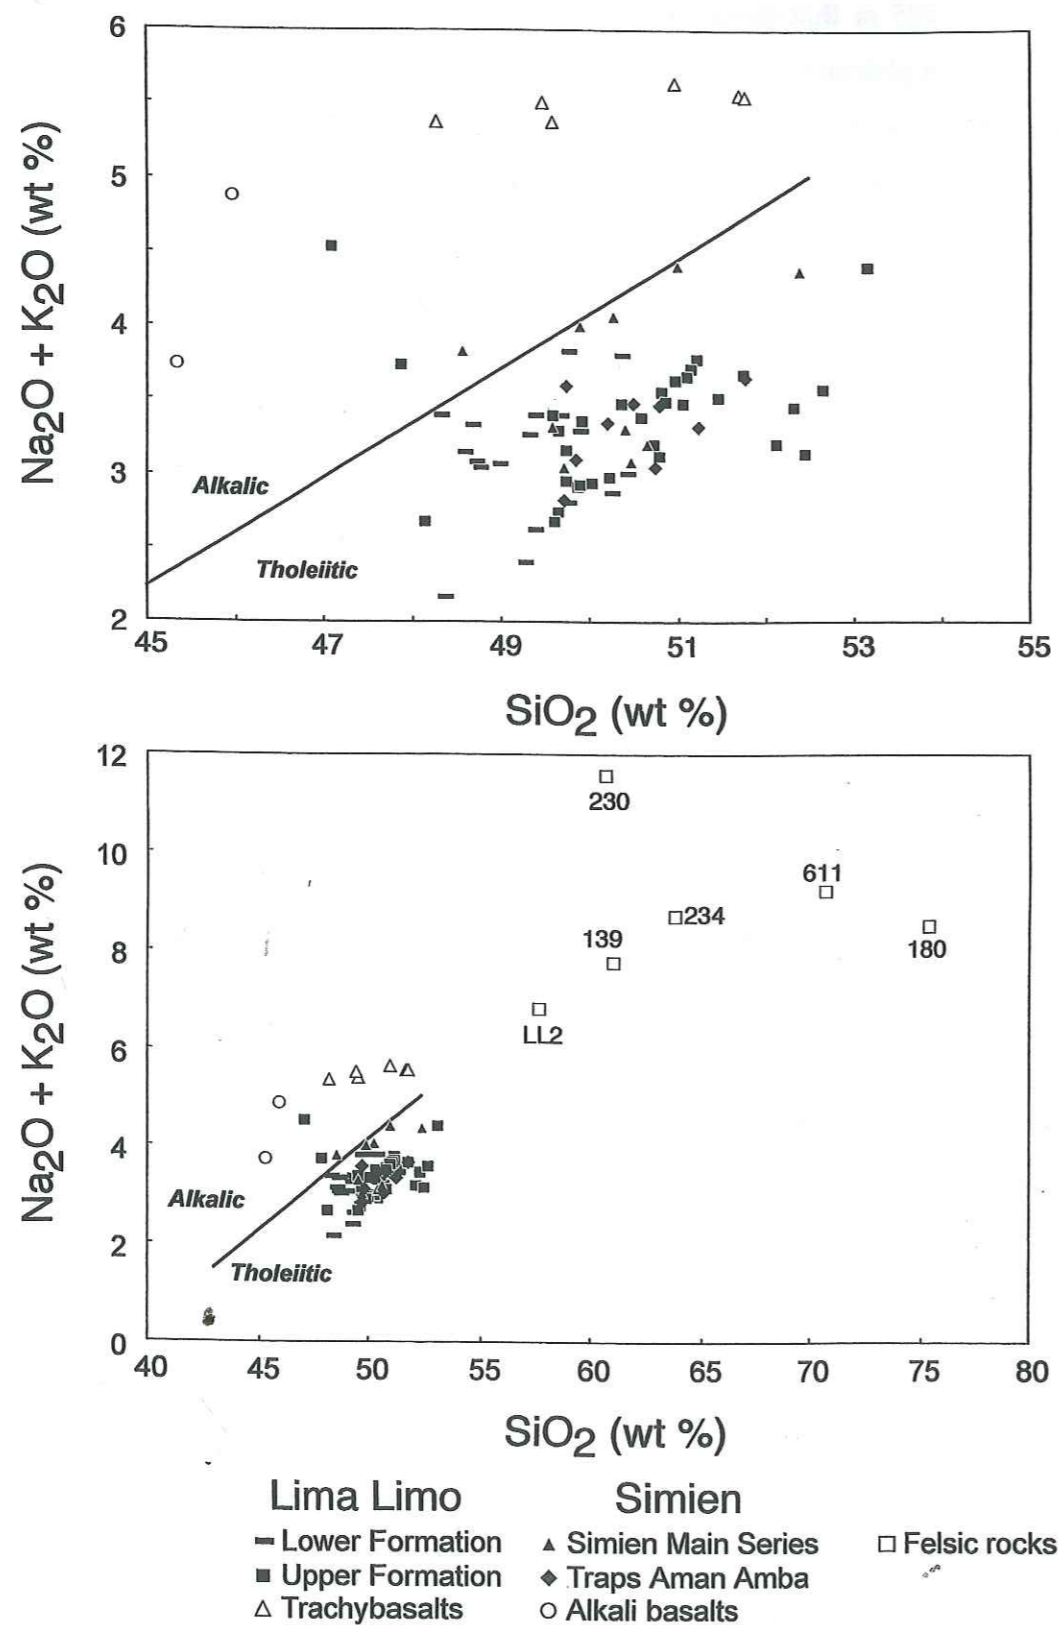 6
5
4
3
2
Na2O + K2O (wt %)
Alkalic
Tholeiitic
45 47 49 51 53 55
SiO2 (wt %)
12
10
8
6
4
2
0
Na2O + K2O (wt %)
230
611
234
139
180
LL2
Alkalic
Tholeiitic
40 45 50 55 60 65 70 75 80
SiO2 (wt %)
Lima Limo Simien
Lower Formation Simien Main Series Felsic rocks
Upper Formation Traps Aman Amba
Trachybasalts Alkali basalts